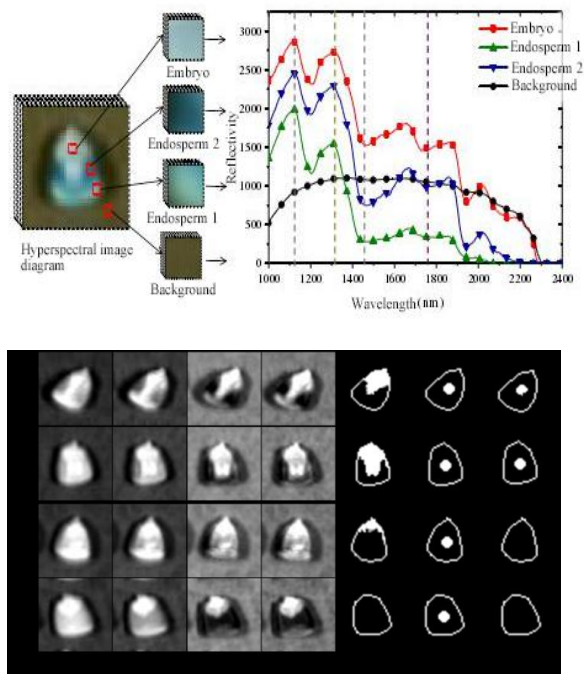 Embryo
Endosperm 2
Endosperm 1
Background
Hyperspectral image
diagram
Reflectivity
3000
2500
2000
1500
1000
500
0
1000 1200 1400 1600 1800 2000 2200 2400
Wavelength(nm)
Embryo
Endosperm 1
Endosperm 2
Background